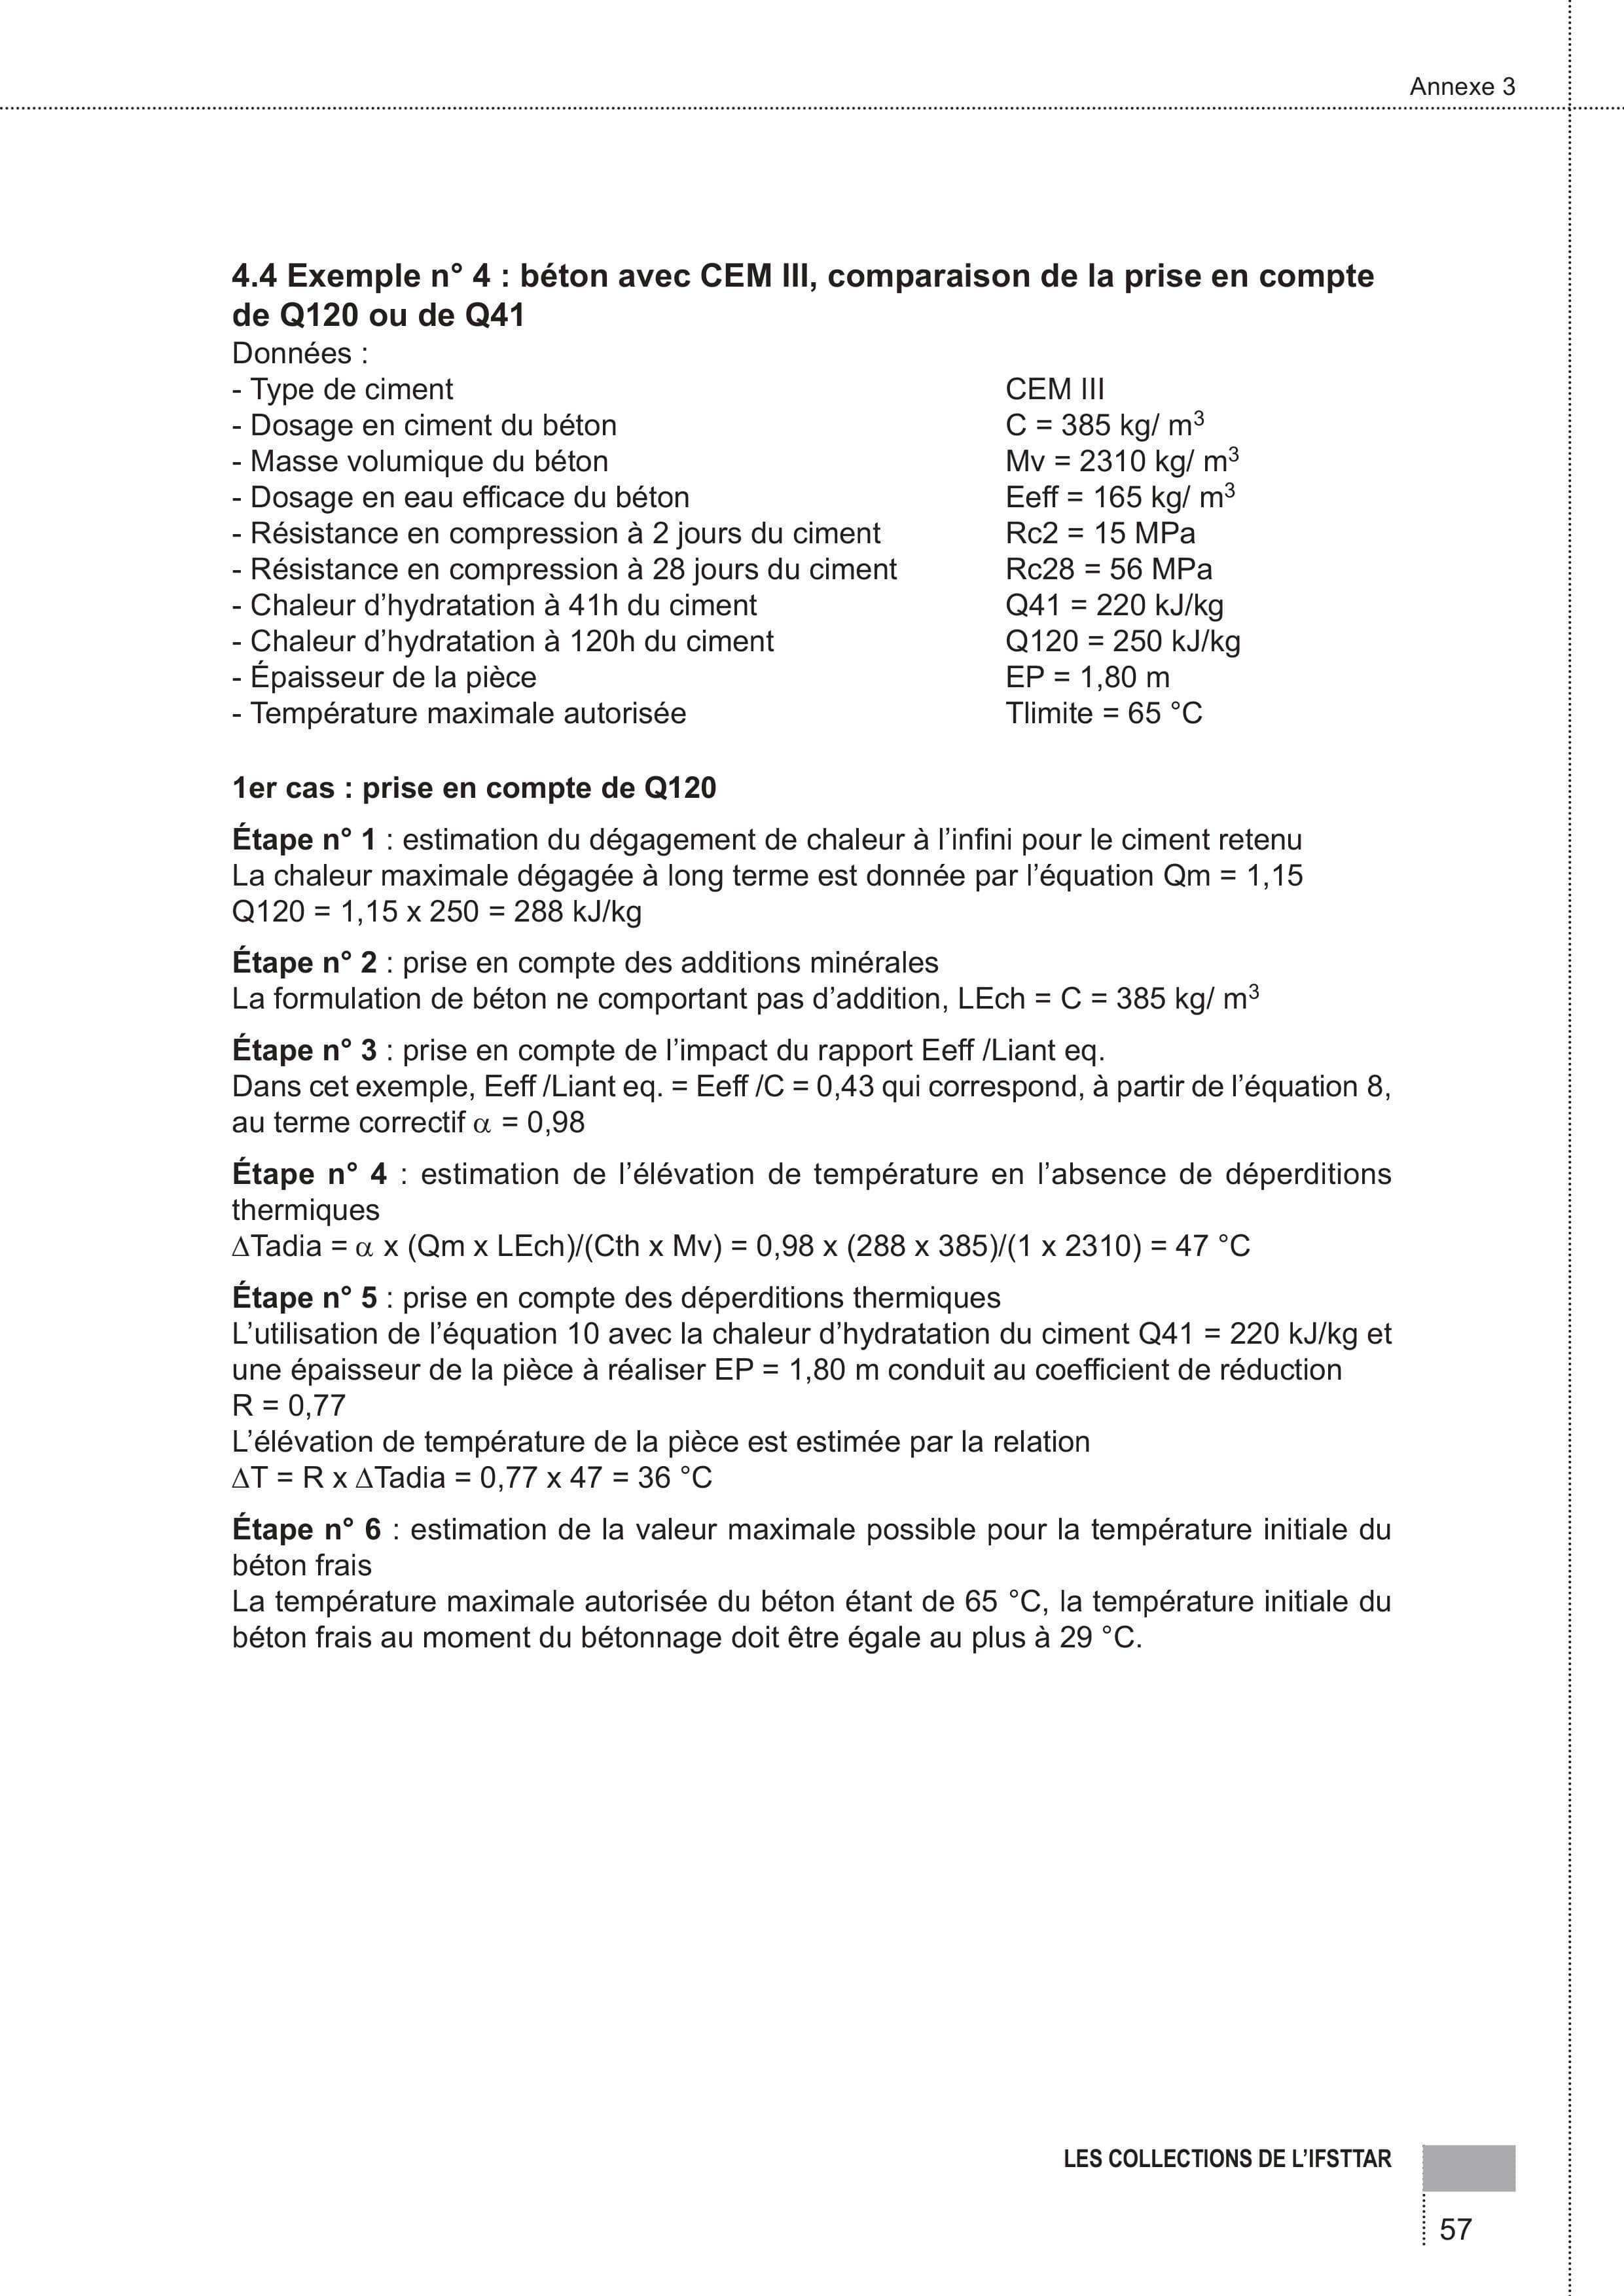 Annexe 3
4.4 Exemple n° 4 : béton avec CEM III, comparaison de la prise en compte
de Q120 ou de Q41
Données :
- Type de ciment CEM III
- Dosage en ciment du béton C = 385 kg/ m³
- Masse volumique du béton Mv = 2310 kg/ m³
- Dosage en eau efficace du béton Eeff = 165 kg/ m³
- Résistance en compression à 2 jours du ciment Rc2 = 15 MPa
- Résistance en compression à 28 jours du ciment Rc28 = 56 MPa
- Chaleur d’hydratation à 41h du ciment Q41 = 220 kJ/kg
- Chaleur d’hydratation à 120h du ciment Q120 = 250 kJ/kg
- Épaisseur de la pièce EP = 1,80 m
- Température maximale autorisée Tlimite = 65 °C
1er cas : prise en compte de Q120
Étape n° 1 : estimation du dégagement de chaleur à l’infini pour le ciment retenu
La chaleur maximale dégagée à long terme est donnée par l’équation Qm = 1,15
Q120 = 1,15 x 250 = 288 kJ/kg
Étape n° 2 : prise en compte des additions minérales
La formulation de béton ne comportant pas d’addition, LEch = C = 385 kg/ m³
Étape n° 3 : prise en compte de l’impact du rapport Eeff /Liant eq.
Dans cet exemple, Eeff /Liant eq. = Eeff /C = 0,43 qui correspond, à partir de l’équation 8,
au terme correctif α = 0,98
Étape n° 4 : estimation de l’élévation de température en l’absence de déperditions
thermiques
∆Tadia = α x (Qm x LEch)/(Cth x Mv) = 0,98 x (288 x 385)/(1 x 2310) = 47 °C
Étape n° 5 : prise en compte des déperditions thermiques
L’utilisation de l’équation 10 avec la chaleur d’hydratation du ciment Q41 = 220 kJ/kg et
une épaisseur de la pièce à réaliser EP = 1,80 m conduit au coefficient de réduction
R = 0,77
L’élévation de température de la pièce est estimée par la relation
∆T = R x ∆Tadia = 0,77 x 47 = 36 °C
Étape n° 6 : estimation de la valeur maximale possible pour la température initiale du
béton frais
La température maximale autorisée du béton étant de 65 °C, la température initiale du
béton frais au moment du bétonnage doit être égale au plus à 29 °C.
LES COLLECTIONS DE L’IFSTTAR
57